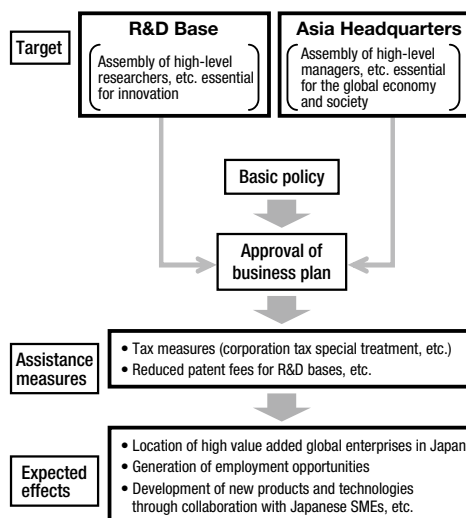 Target
R&D Base
Assembly of high-level
researchers, etc. essential
for innovation
Asia Headquarters
Assembly of high-level
managers, etc. essential
for the global economy
and society
Basic policy
Approval of
business plan
Assistance
measures
• Tax measures (corporation tax special treatment, etc.)
• Reduced patent fees for R&D bases, etc.
Expected
effects
• Location of high value added global enterprises in Japan
• Generation of employment opportunities
• Development of new products and technologies
through collaboration with Japanese SMEs, etc.